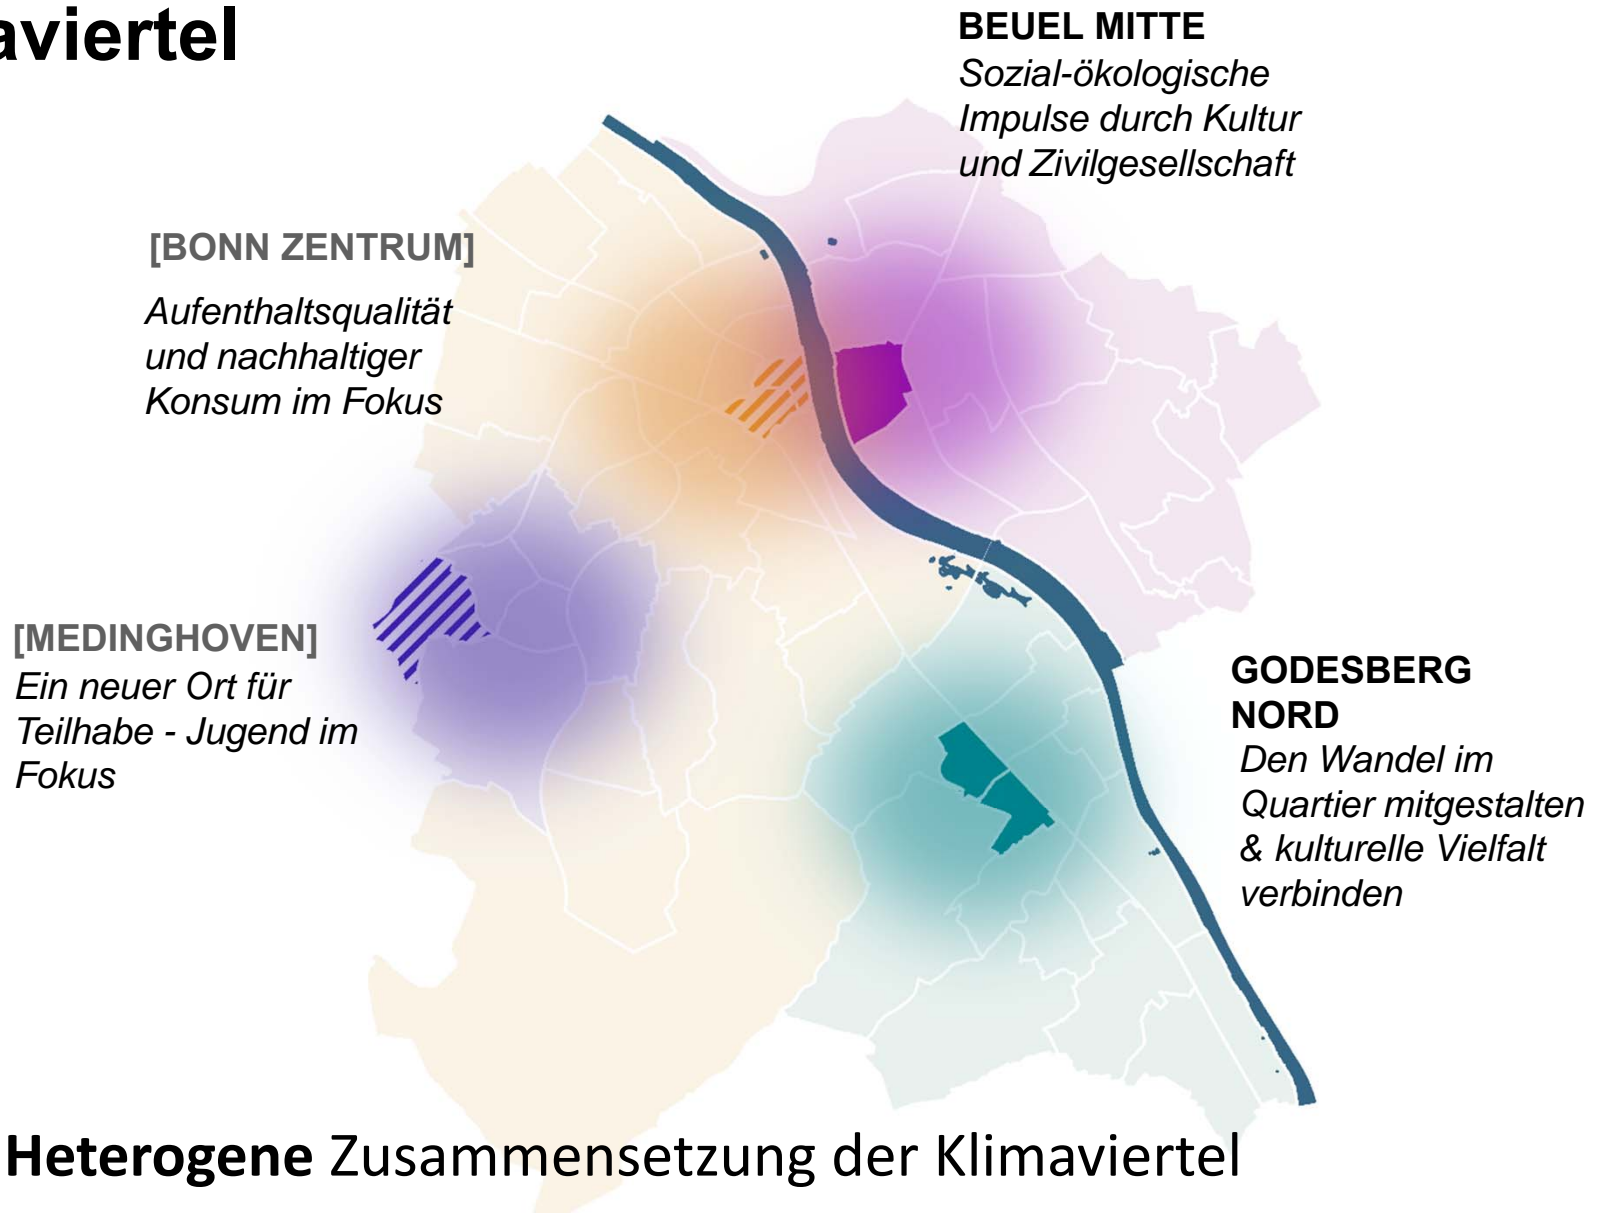 aviertel
BEUEL MITTE
Sozial-ökologische
Impulse durch Kultur
und Zivilgesellschaft
[BONN ZENTRUM]
Aufenthaltsqualität
und nachhaltiger
Konsum im Fokus
[MEDINGHOVEN]
Ein neuer Ort für
Teilhabe - Jugend im
Fokus
GODESBERG
NORD
Den Wandel im
Quartier mitgestalten
& kulturelle Vielfalt
verbinden
Heterogene Zusammensetzung der Klimaviertel